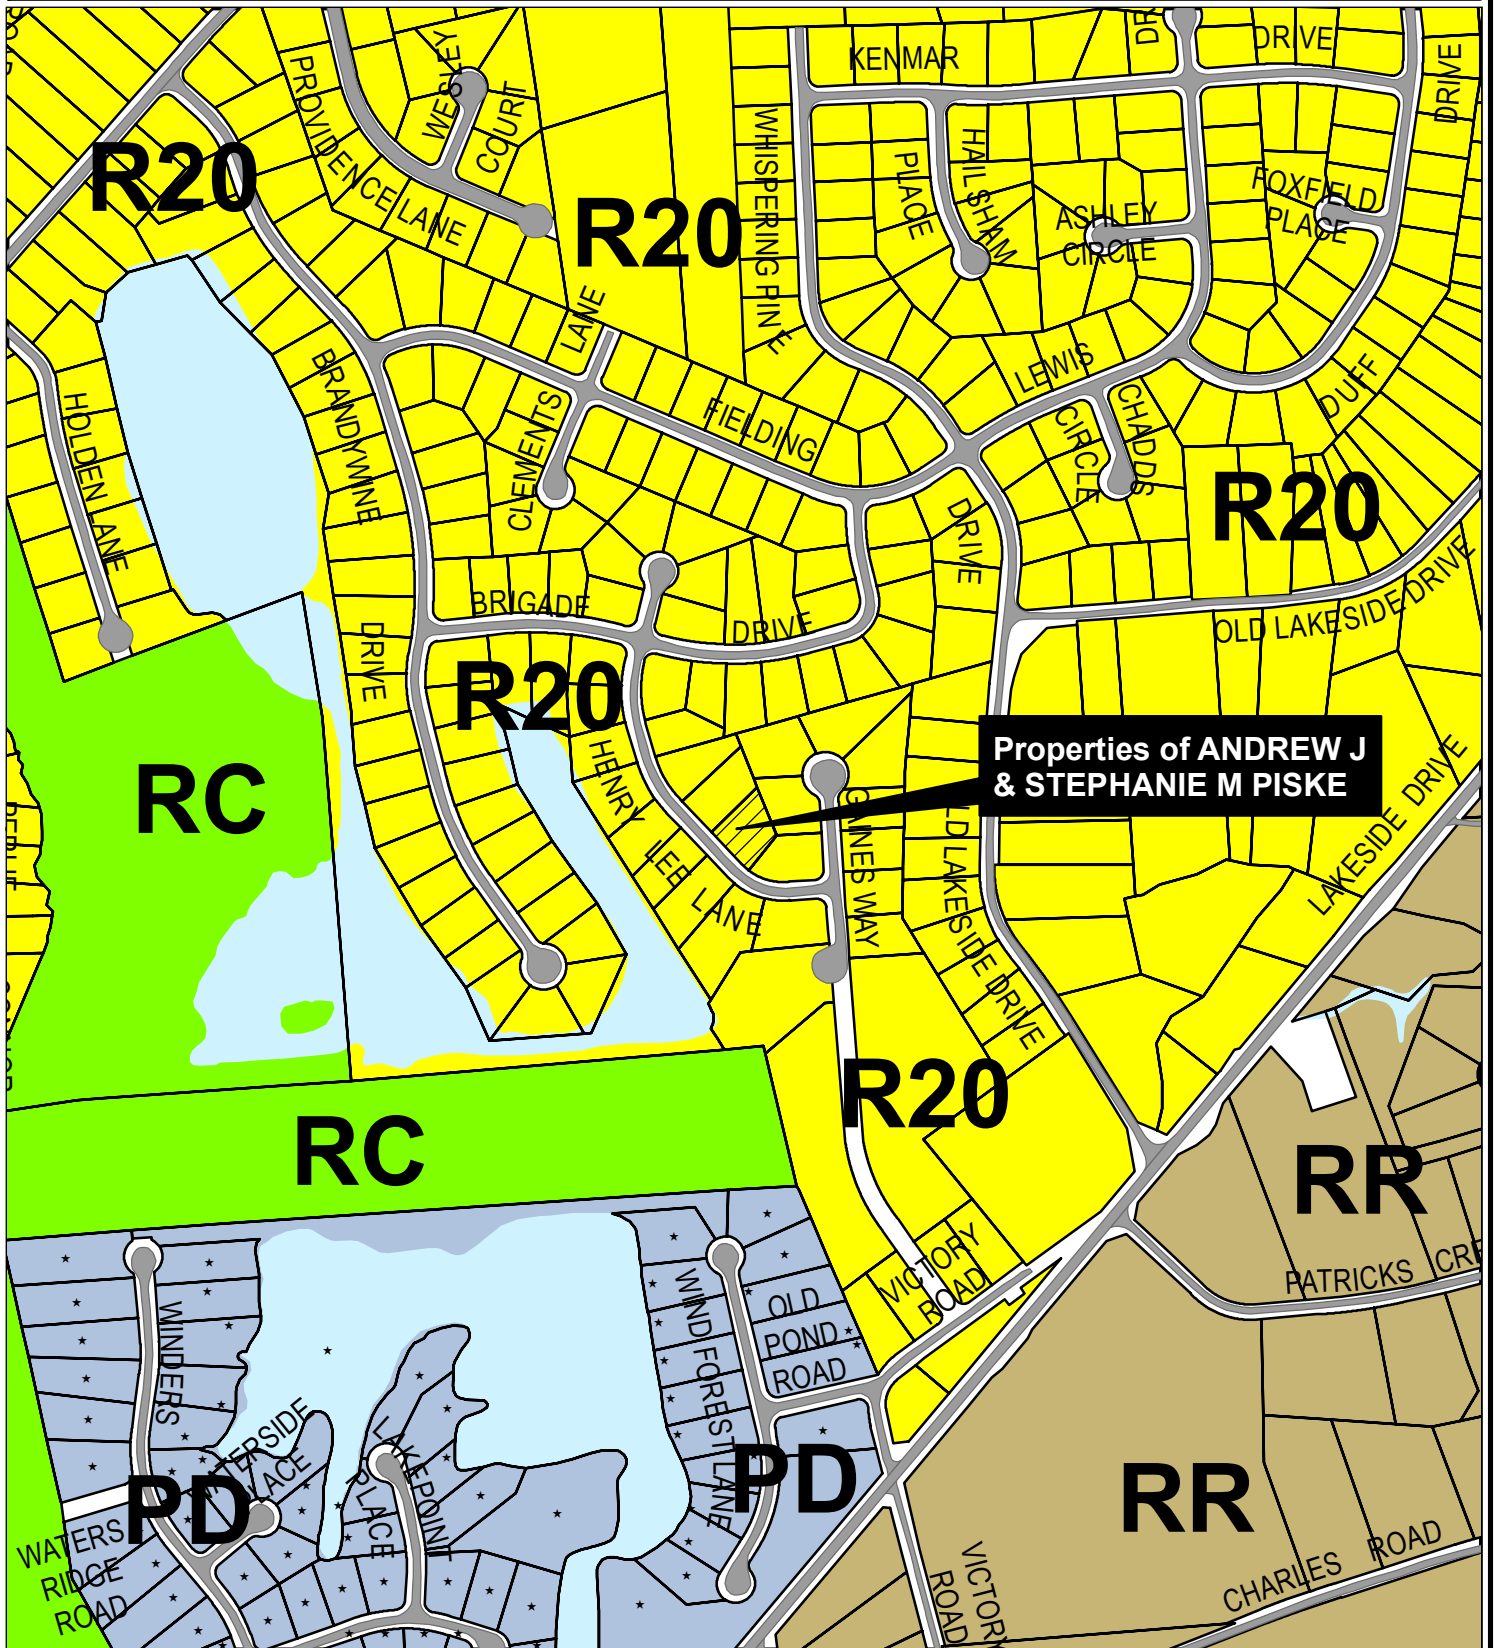 KENMAR
DR
DRIVE
DRIVE
WESLEY
COURT
PROVIDENCE LANE
R20
R20
WHISPERING PINE
PLACE
HAILSHAM
ASHLEY
CIRCLE
FOXFIELD
PLACE
LANE
CLEMENTS
FIELDING
LEWIS
CHADDS
CIRCLE
DUFF
R20
HOLDEN LANE
BRANDYWINE
DRIVE
DRIVE
BRIGADE
DRIVE
OLD LAKESIDE DRIVE
R20
RC
HENRY
LEE
LANE
Properties of ANDREW J
& STEPHANIE M PISKE
GAINES WAY
OLD LAKESIDE DRIVE
LAKESIDE DRIVE
R20
RC
RR
PATRICKS CRE
VICTORY
ROAD
WINDERS
WATERSIDE
PLACE
LAKEPOINT
PLACE
WINDFOREST LANE
OLD
POND
ROAD
PD
PD
RR
WATERS
RIDGE
ROAD
VICTORY
ROAD
CHARLES ROAD